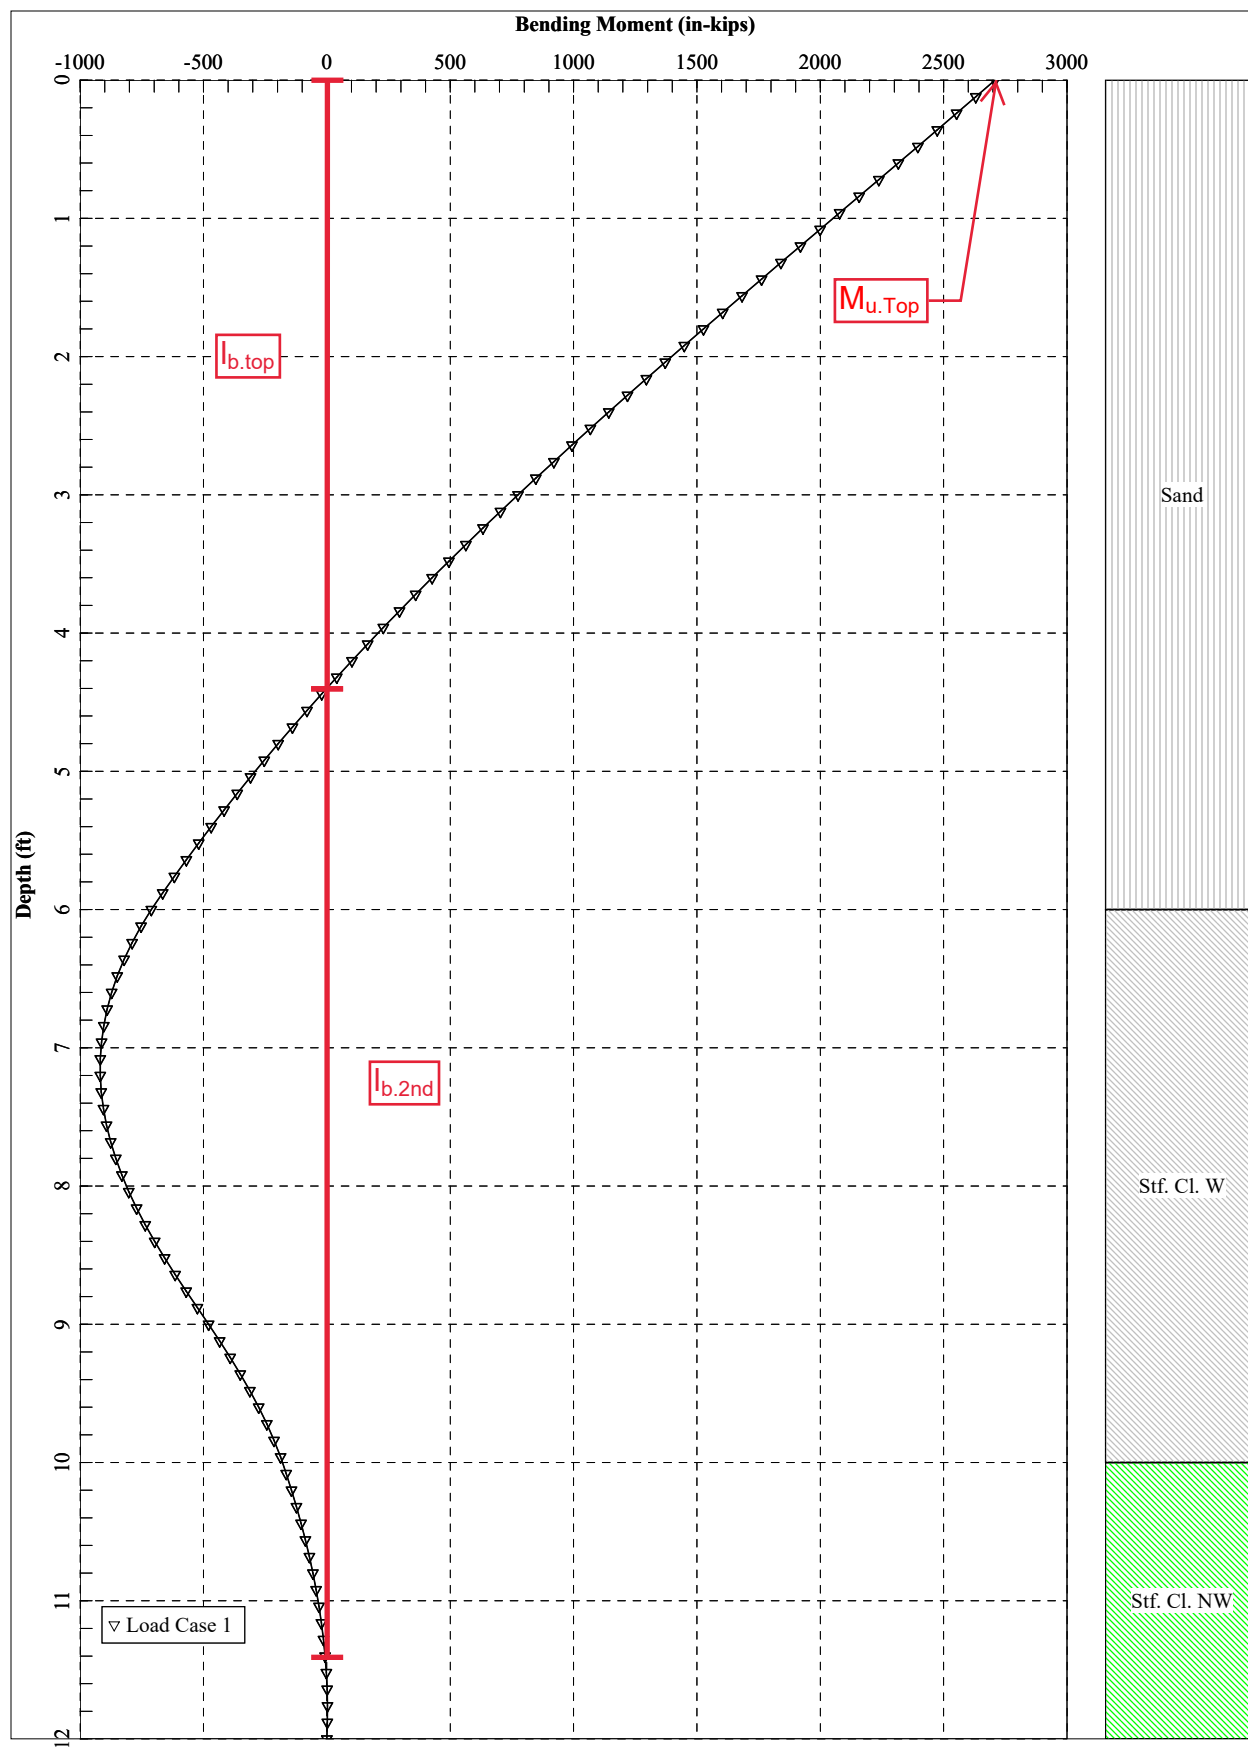 Bending Moment (in-kips)
-1000 -500 0 500 1000 1500 2000 2500 3000
0
1
Mu.Top
lb.top
2
3
Sand
4
5
Depth (ft)
6
7
lb.2nd
8
Stf. Cl. W
9
10
11
Stf. Cl. NW
▽ Load Case 1
12